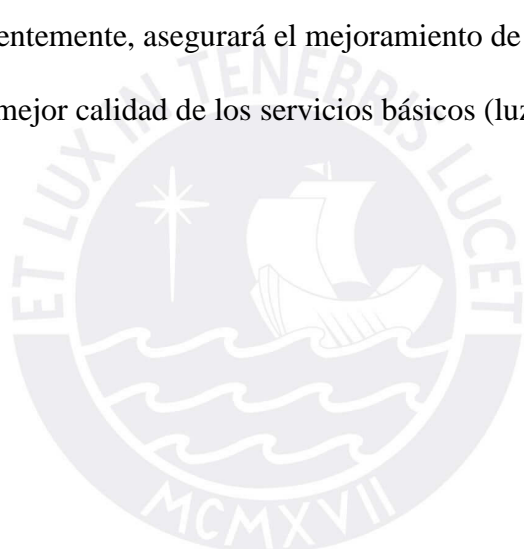 entemente, asegurará el mejoramiento de
mejor calidad de los servicios básicos (luz
ET LUX IN TENEBRIS LUCET
MCMXVII